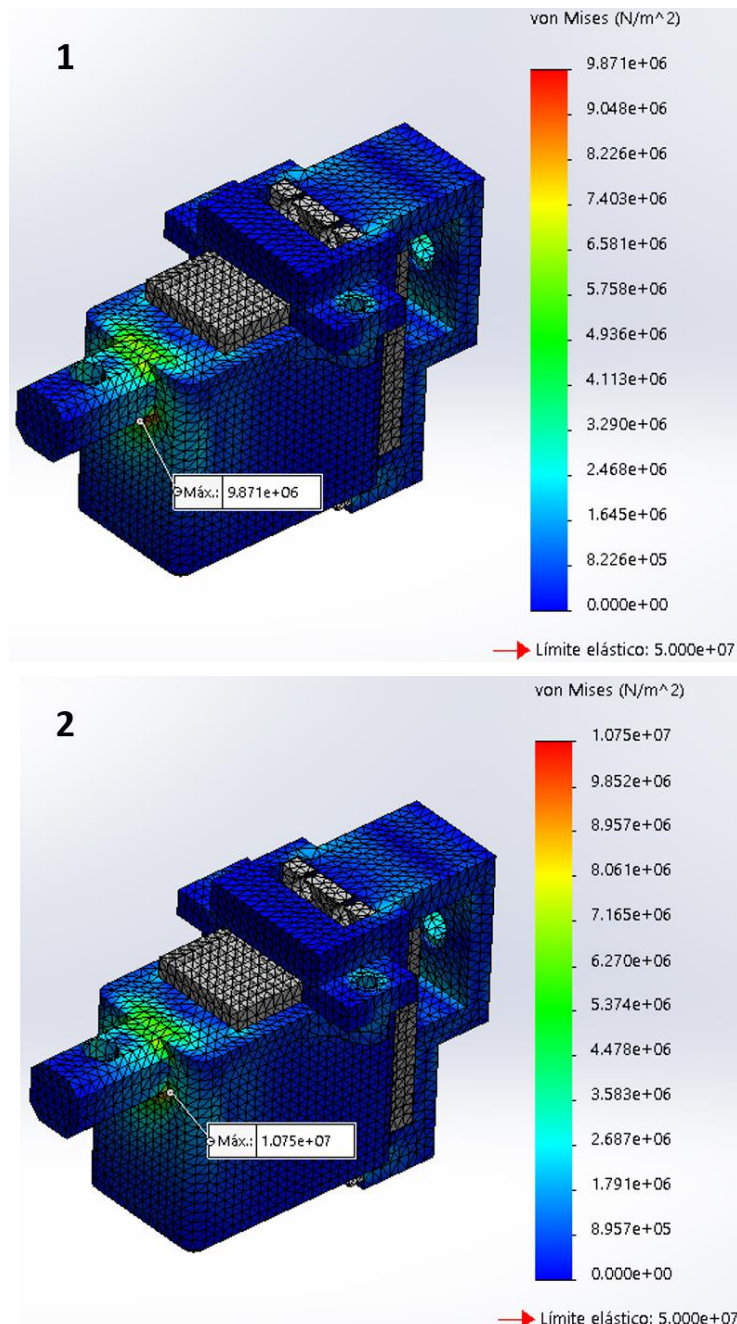 von Mises (N/m^2)
1
9.871e+06
9.048e+06
8.226e+06
7.403e+06
6.581e+06
5.758e+06
4.936e+06
4.113e+06
3.290e+06
2.468e+06
1.645e+06
8.226e+05
0.000e+00
Máx.: 9.871e+06
Límite elástico: 5.000e+07
von Mises (N/m^2)
2
1.075e+07
9.852e+06
8.957e+06
8.061e+06
7.165e+06
6.270e+06
5.374e+06
4.478e+06
3.583e+06
2.687e+06
1.791e+06
8.957e+05
0.000e+00
Máx.: 1.075e+07
Límite elástico: 5.000e+07